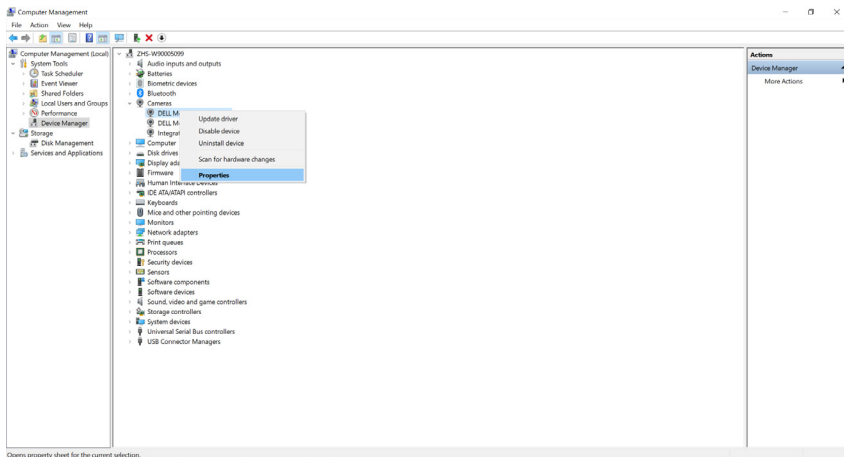 Computer Management
File Action View Help
Computer Management (Local)
System Tools
Task Scheduler
Event Viewer
Shared Folders
Local Users and Groups
Performance
Device Manager
Storage
Disk Management
Services and Applications
ZHS-W90005099
Audio inputs and outputs
Batteries
Biometric devices
Bluetooth
Cameras
DELL M
DELL M
Integrat
Computer
Disk drives
Display ada
Firmware
Human Interface Devices
IDE ATA/ATAPI controllers
Keyboards
Mice and other pointing devices
Monitors
Network adapters
Print queues
Processors
Security devices
Sensors
Software components
Software devices
Sound, video and game controllers
Storage controllers
System devices
Universal Serial Bus controllers
USB Connector Managers
Update driver
Disable device
Uninstall device
Scan for hardware changes
Properties
Actions
Device Manager
More Actions
Opens property sheet for the current selection.